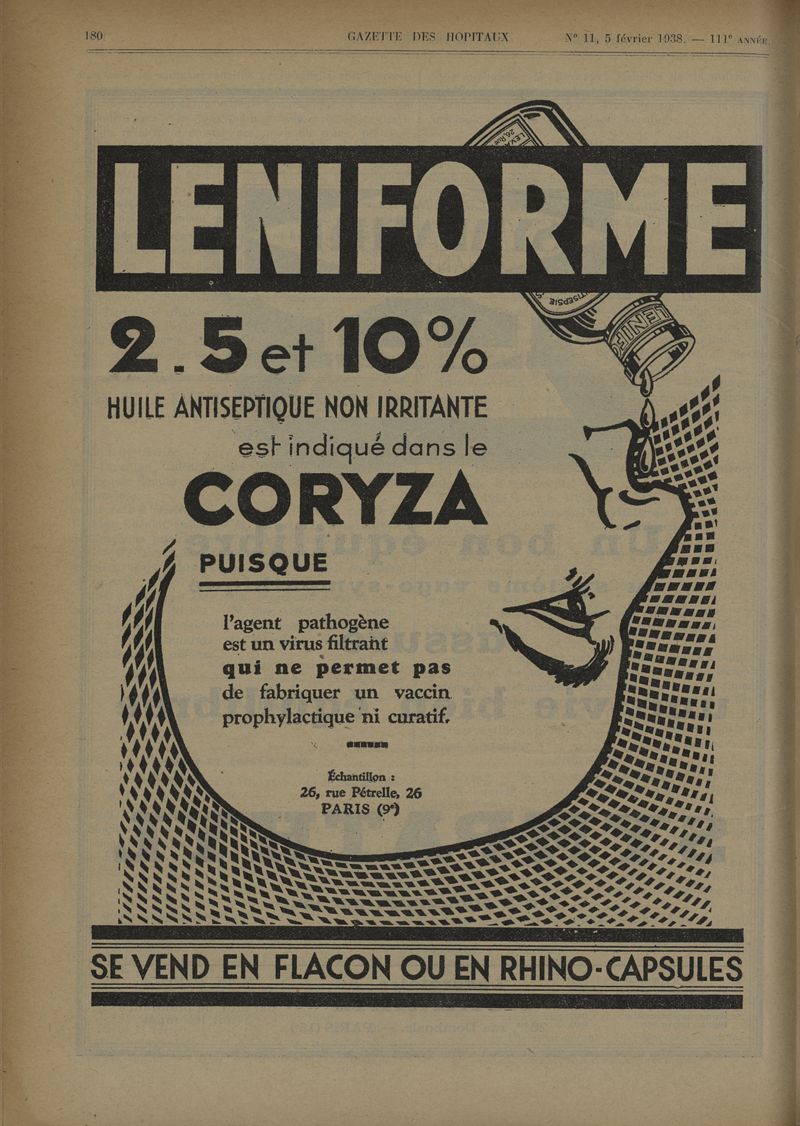 180
GAZETTE DES HOPITAUX
N° 11, 5 février 1938. — 111e ANNÉE
LENIFORME
ANTISEPSIE
LENIFO
2.5 et 10%
HUILE ANTISEPTIQUE NON IRRITANTE
est indiqué dans le
CORYZA
PUISQUE
l'agent pathogène
est un virus filtrant
qui ne permet pas
de fabriquer un vaccin
prophylactique ni curatif.
Échantillon :
26, rue Pétrelle, 26
PARIS (9e)
SE VEND EN FLACON OU EN RHINO-CAPSULES